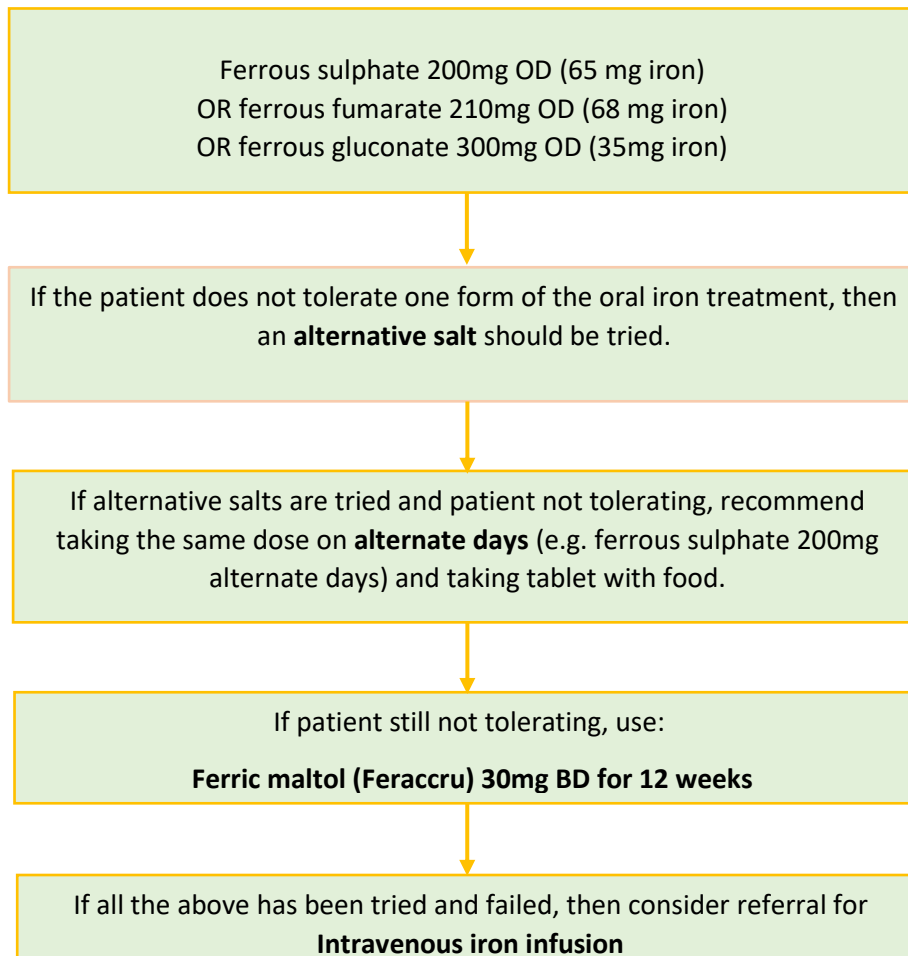 Ferrous sulphate 200mg OD (65 mg iron)
OR ferrous fumarate 210mg OD (68 mg iron)
OR ferrous gluconate 300mg OD (35mg iron)
If the patient does not tolerate one form of the oral iron treatment, then
an alternative salt should be tried.
If alternative salts are tried and patient not tolerating, recommend
taking the same dose on alternate days (e.g. ferrous sulphate 200mg
alternate days) and taking tablet with food.
If patient still not tolerating, use:
Ferric maltol (Feraccru) 30mg BD for 12 weeks
If all the above has been tried and failed, then consider referral for
Intravenous iron infusion